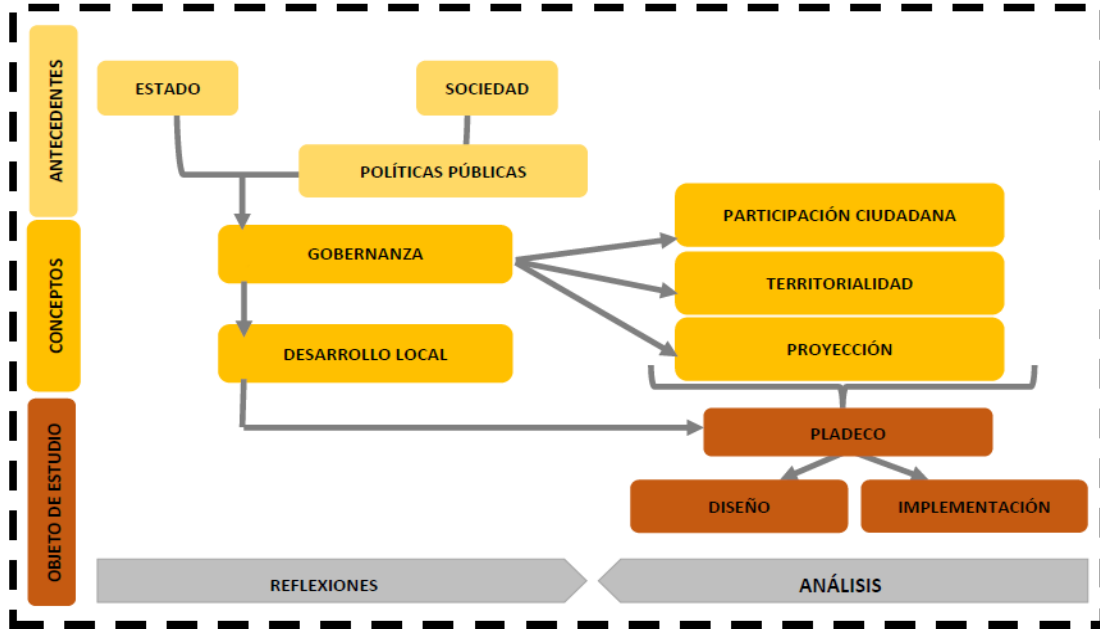 ANTECEDENTES
ESTADO
SOCIEDAD
POLÍTICAS PÚBLICAS
CONCEPTOS
PARTICIPACIÓN CIUDADANA
GOBERNANZA
TERRITORIALIDAD
DESARROLLO LOCAL
PROYECCIÓN
OBJETO DE ESTUDIO
PLADECO
DISEÑO
IMPLEMENTACIÓN
REFLEXIONES
ANÁLISIS